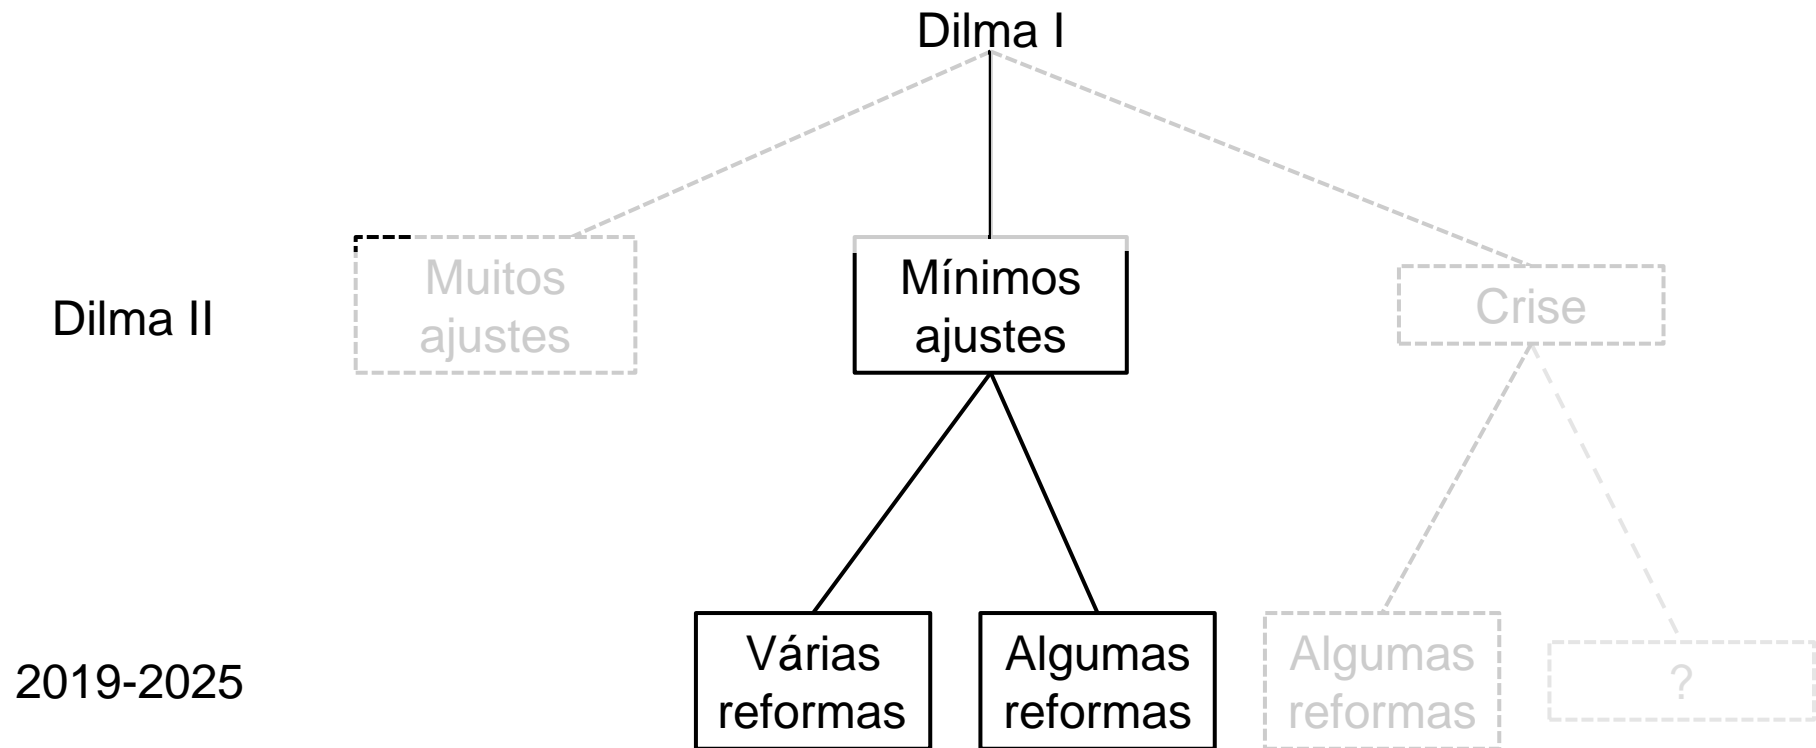 Dilma I
Dilma II
Muitos
ajustes
Mínimos
ajustes
Crise
2019-2025
Várias
reformas
Algumas
reformas
Algumas
reformas
?